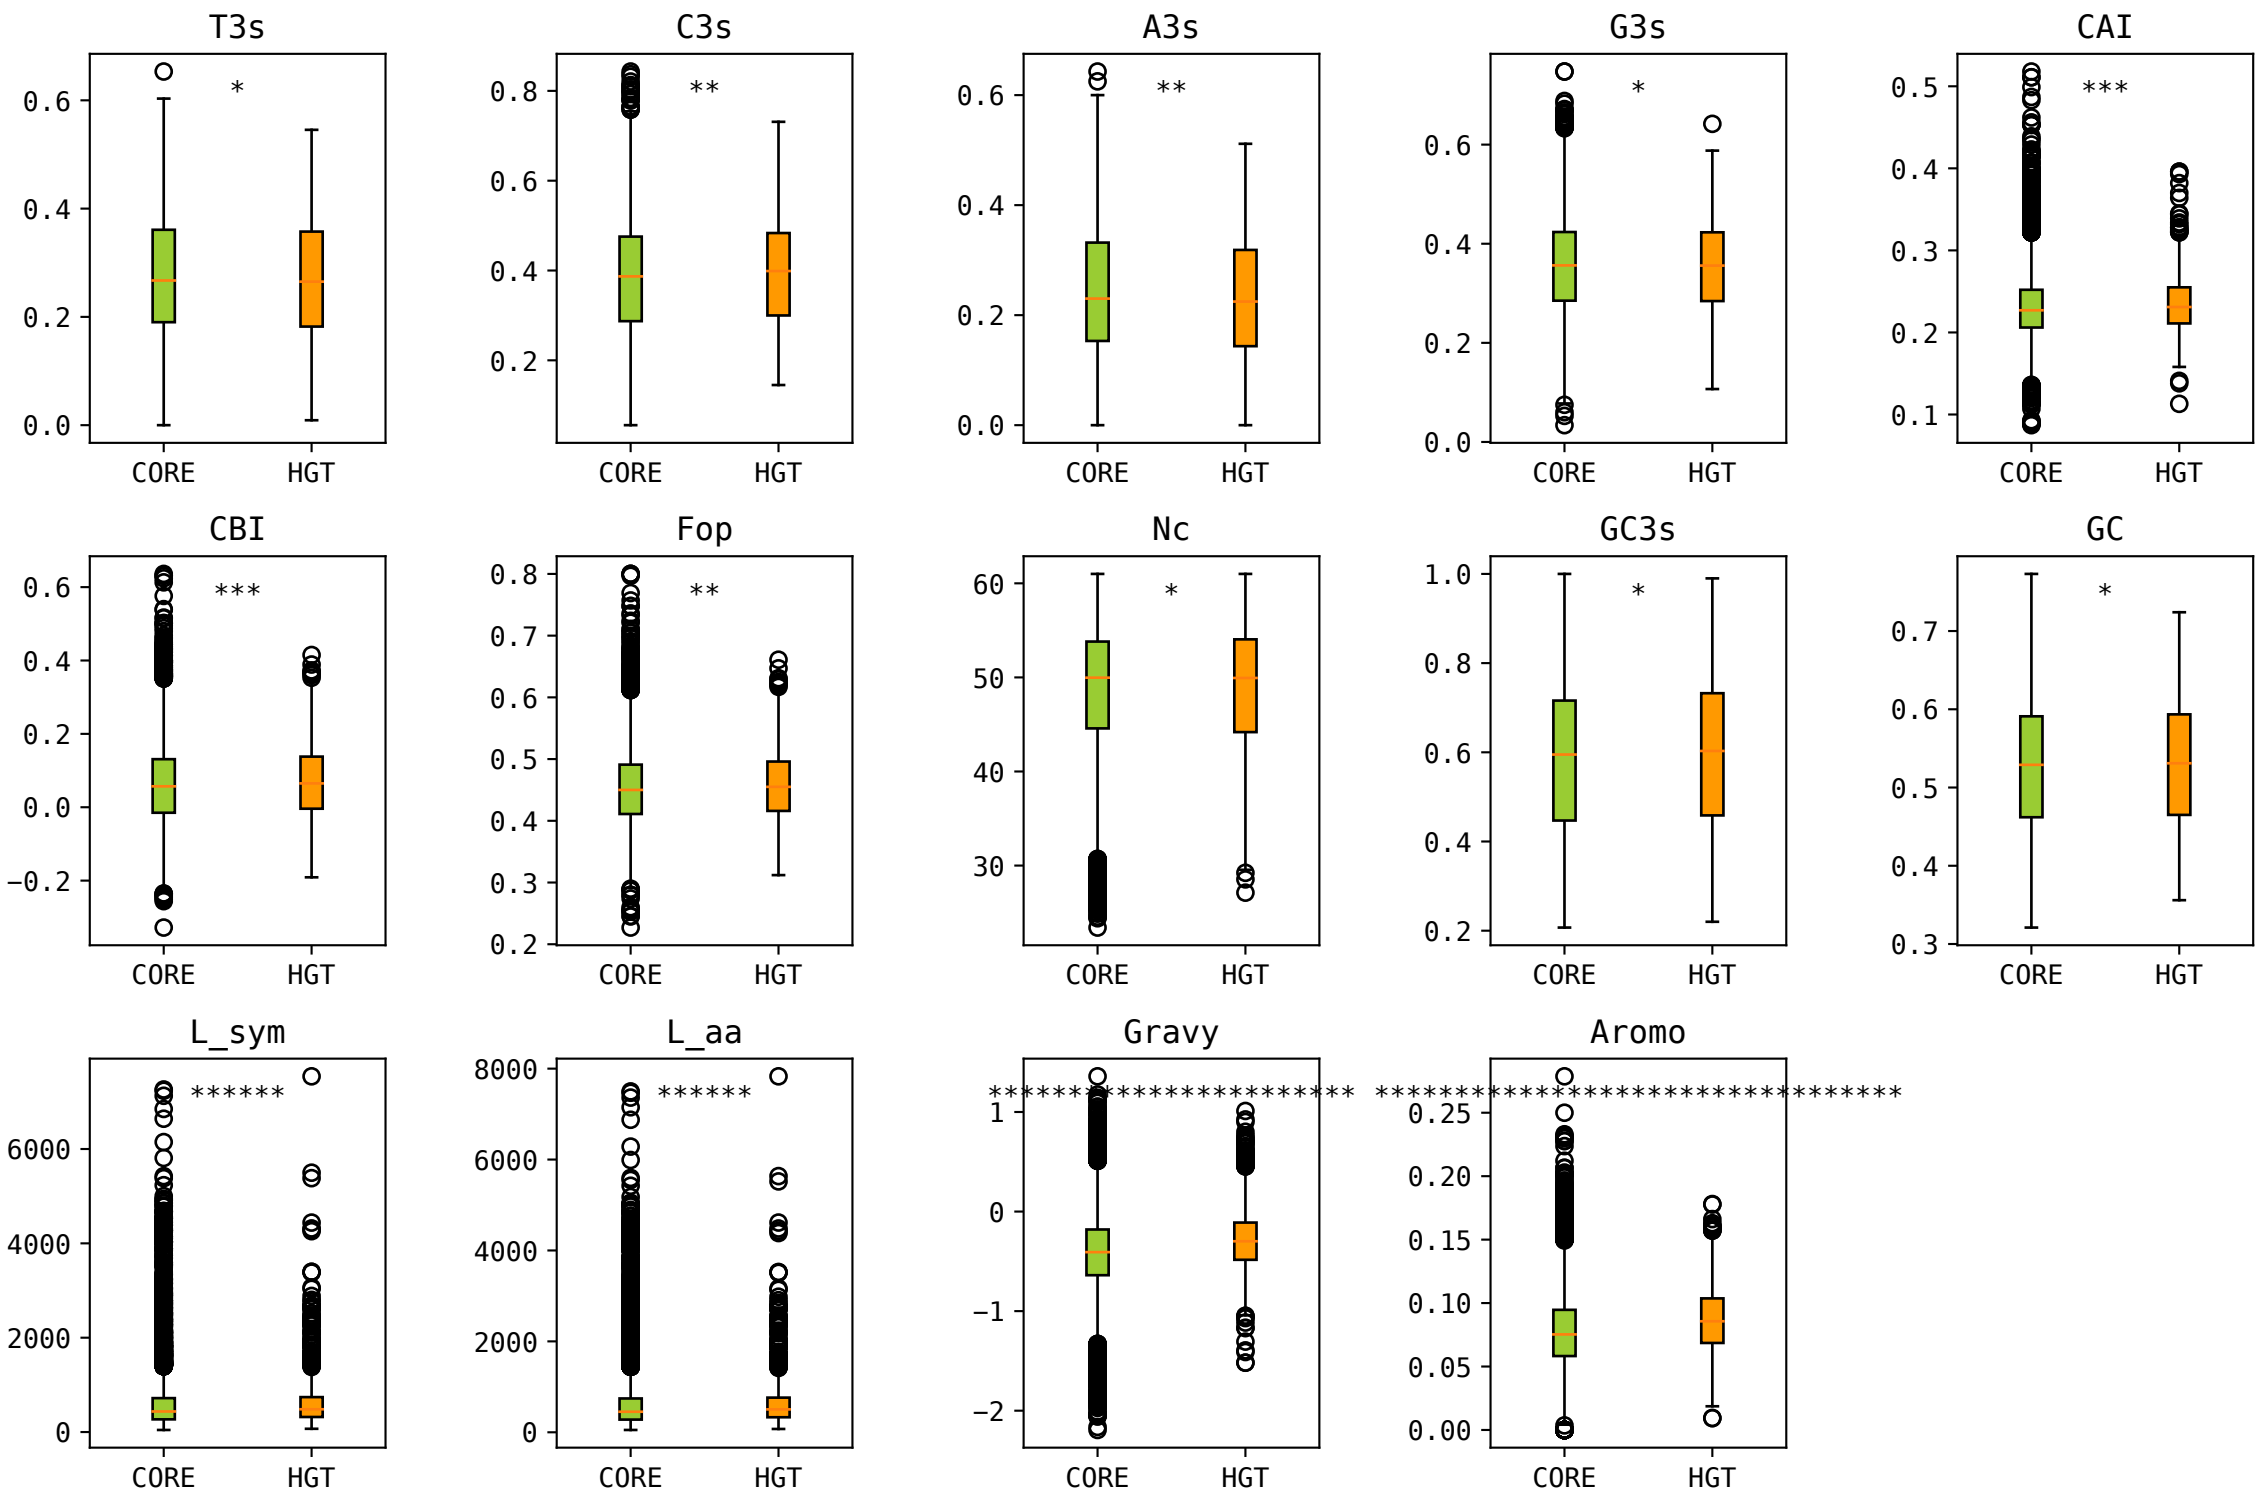 T3s
0.6
0.4
0.2
0.0
*
CORE HGT
C3s
0.8
0.6
0.4
0.2
**
CORE HGT
A3s
0.6
0.4
0.2
0.0
**
CORE HGT
G3s
0.6
0.4
0.2
0.0
*
CORE HGT
CAI
0.5
0.4
0.3
0.2
0.1
***
CORE HGT
CBI
0.6
0.4
0.2
0.0
−0.2
***
CORE HGT
Fop
0.8
0.7
0.6
0.5
0.4
0.3
0.2
**
CORE HGT
Nc
60
50
40
30
*
CORE HGT
GC3s
1.0
0.8
0.6
0.4
0.2
*
CORE HGT
GC
0.7
0.6
0.5
0.4
0.3
*
CORE HGT
L_sym
6000
4000
2000
0
******
CORE HGT
L_aa
8000
6000
4000
2000
0
******
CORE HGT
Gravy
1
0
−1
−2
***********************
CORE HGT
Aromo
0.25
0.20
0.15
0.10
0.05
0.00
*********************************
CORE HGT